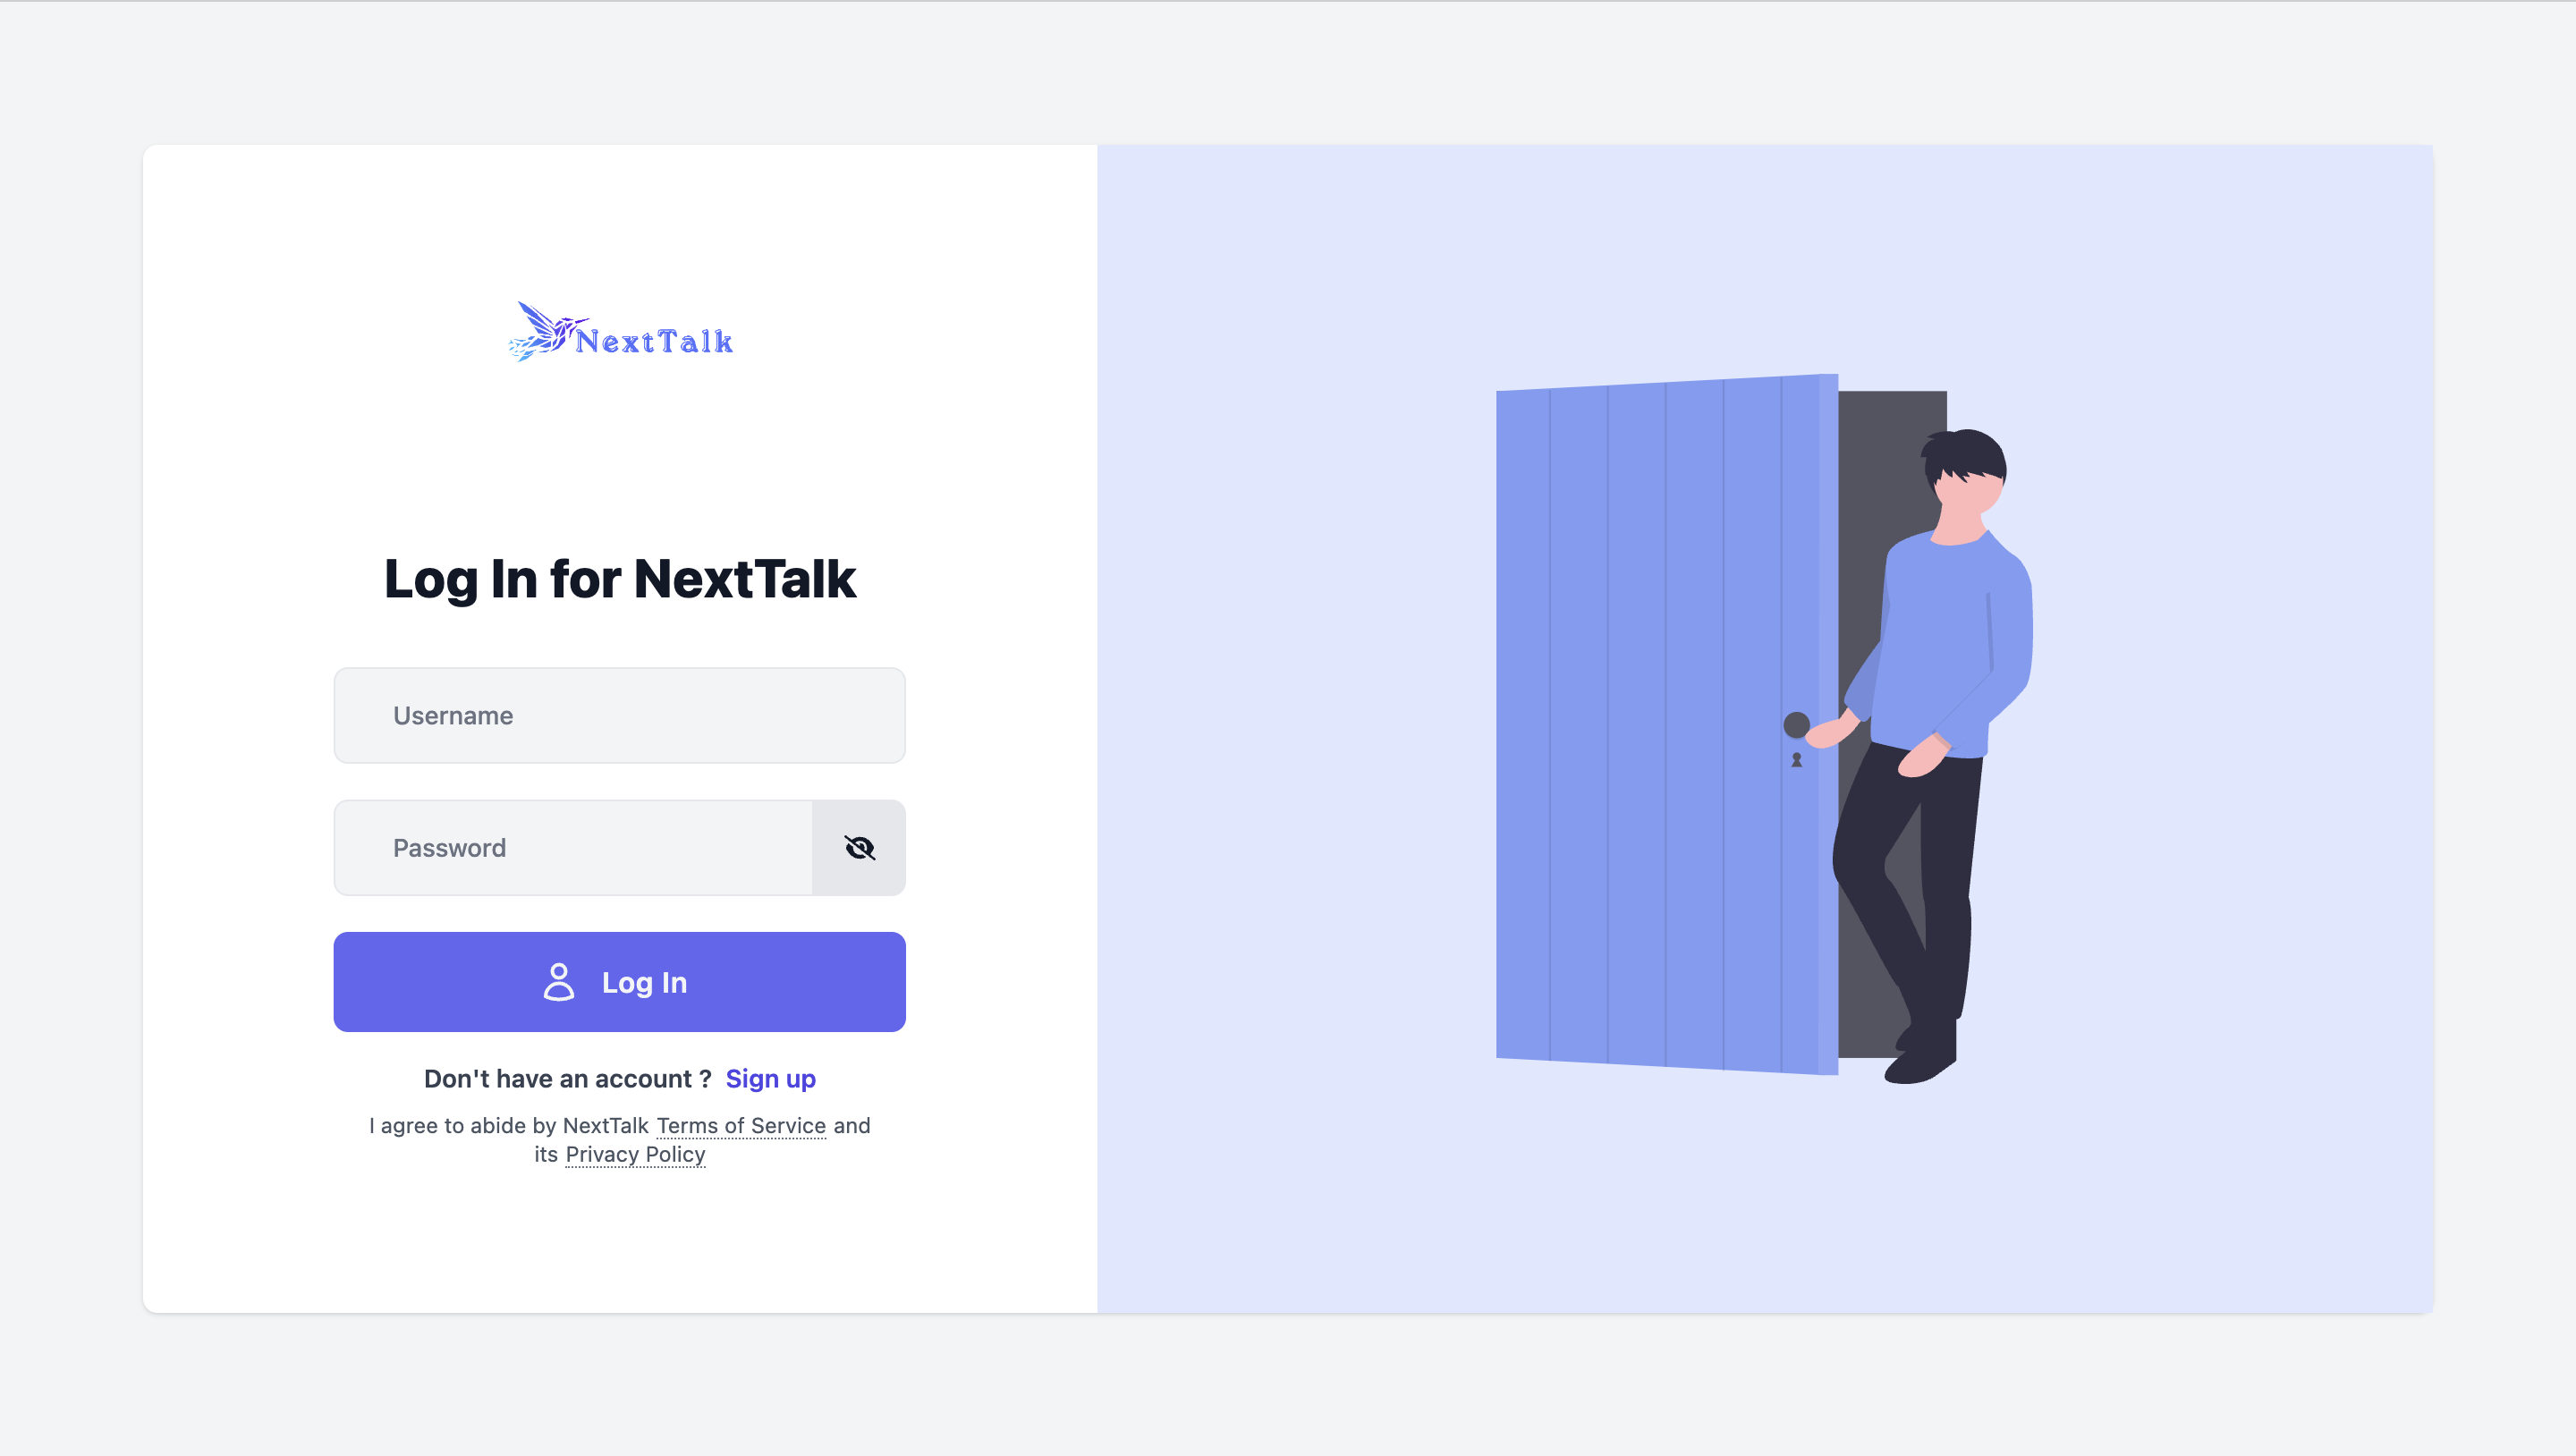 NextTalk
Log In for NextTalk
Username
Password
Log In
Don't have an account ? Sign up
I agree to abide by NextTalk Terms of Service and
its Privacy Policy